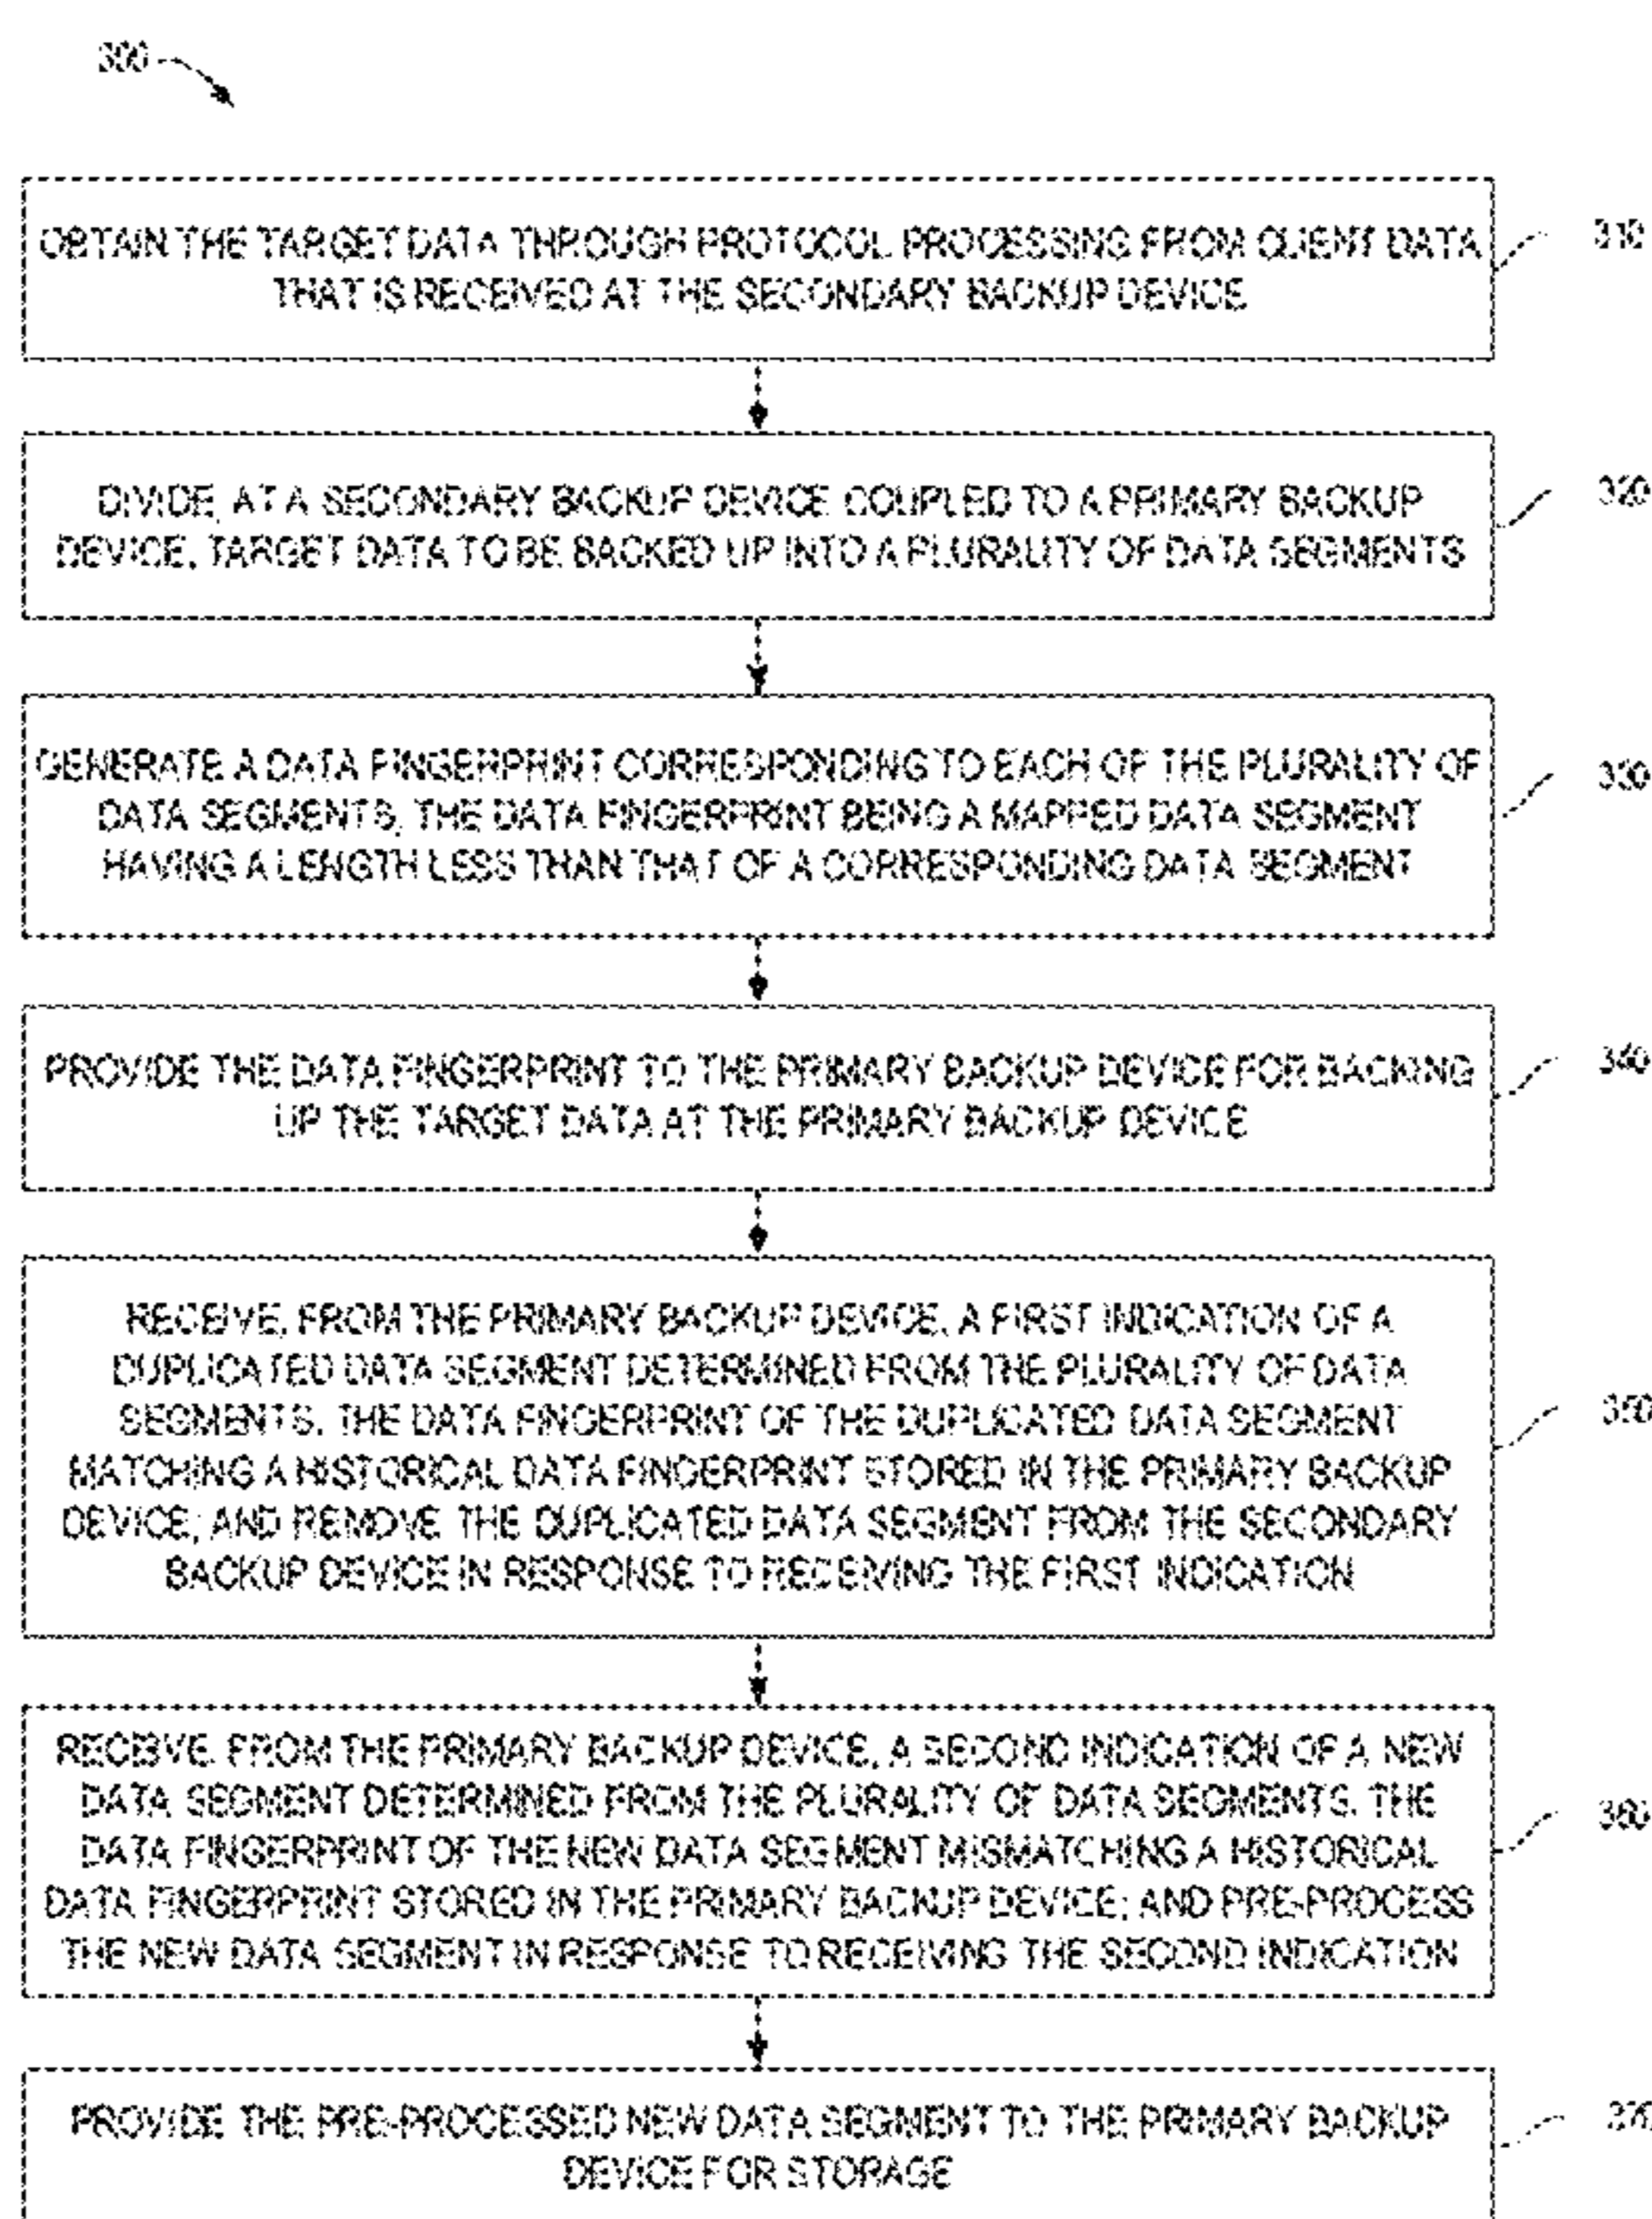 300
OBTAIN THE TARGET DATA THROUGH PROTOCOL PROCESSING FROM CLIENT DATA
THAT IS RECEIVED AT THE SECONDARY BACKUP DEVICE
310
DIVIDE, AT A SECONDARY BACKUP DEVICE COUPLED TO A PRIMARY BACKUP
DEVICE, TARGET DATA TO BE BACKED UP INTO A PLURALITY OF DATA SEGMENTS
320
GENERATE A DATA FINGERPRINT CORRESPONDING TO EACH OF THE PLURALITY OF
DATA SEGMENTS, THE DATA FINGERPRINT BEING A MAPPED DATA SEGMENT
HAVING A LENGTH LESS THAN THAT OF A CORRESPONDING DATA SEGMENT
330
PROVIDE THE DATA FINGERPRINT TO THE PRIMARY BACKUP DEVICE FOR BACKING
UP THE TARGET DATA AT THE PRIMARY BACKUP DEVICE
340
RECEIVE, FROM THE PRIMARY BACKUP DEVICE, A FIRST INDICATION OF A
DUPLICATED DATA SEGMENT DETERMINED FROM THE PLURALITY OF DATA
SEGMENTS, THE DATA FINGERPRINT OF THE DUPLICATED DATA SEGMENT
MATCHING A HISTORICAL DATA FINGERPRINT STORED IN THE PRIMARY BACKUP
DEVICE; AND REMOVE THE DUPLICATED DATA SEGMENT FROM THE SECONDARY
BACKUP DEVICE IN RESPONSE TO RECEIVING THE FIRST INDICATION
350
RECEIVE, FROM THE PRIMARY BACKUP DEVICE, A SECOND INDICATION OF A NEW
DATA SEGMENT DETERMINED FROM THE PLURALITY OF DATA SEGMENTS, THE
DATA FINGERPRINT OF THE NEW DATA SEGMENT MISMATCHING A HISTORICAL
DATA FINGERPRINT STORED IN THE PRIMARY BACKUP DEVICE; AND PRE-PROCESS
THE NEW DATA SEGMENT IN RESPONSE TO RECEIVING THE SECOND INDICATION
360
PROVIDE THE PRE-PROCESSED NEW DATA SEGMENT TO THE PRIMARY BACKUP
DEVICE FOR STORAGE
370